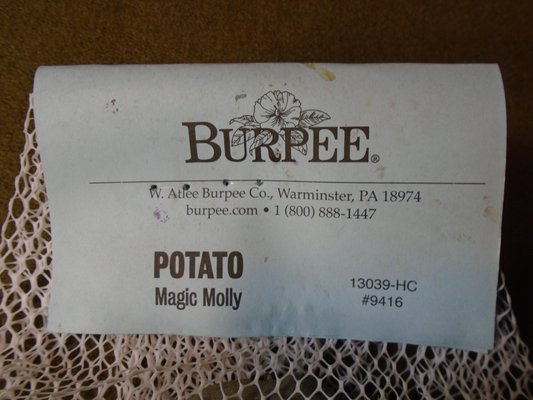 BURPEE®
W. Atlee Burpee Co., Warminster, PA 18974
burpee.com • 1 (800) 888-1447
POTATO
Magic Molly
13039-HC
#9416